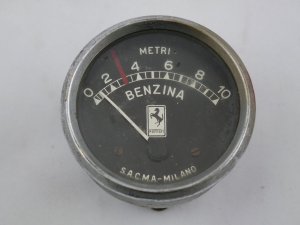 METRI
0 2 4 6 8 10
BENZINA
S.A.C.M.A-MILANO